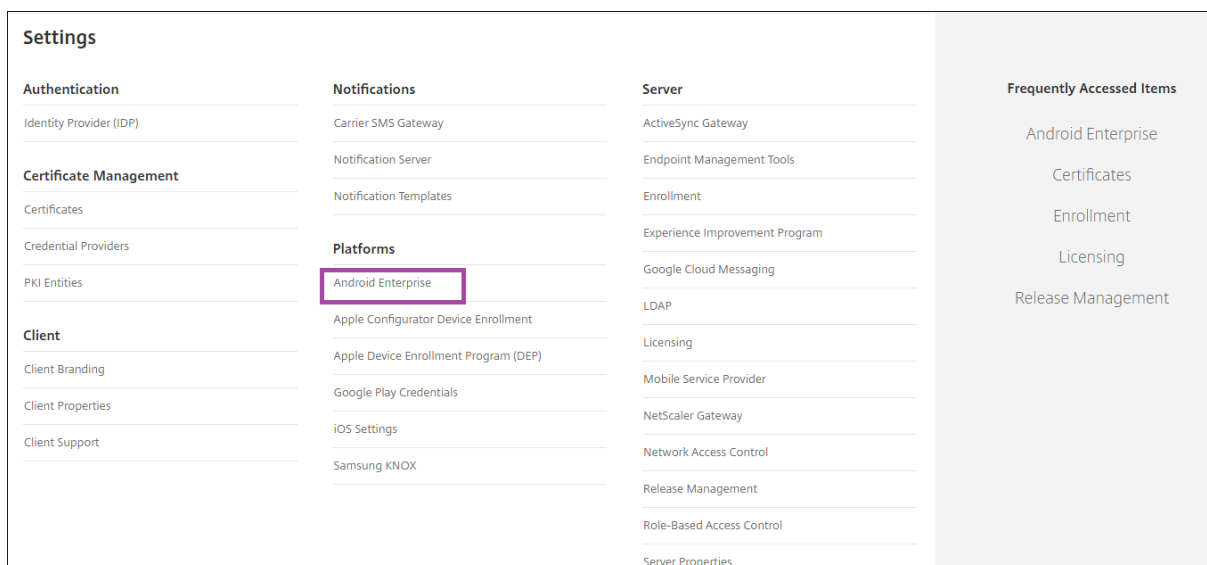 Settings
Authentication
Identity Provider (IDP)
Certificate Management
Certificates
Credential Providers
PKI Entities
Client
Client Branding
Client Properties
Client Support
Notifications
Carrier SMS Gateway
Notification Server
Notification Templates
Platforms
Android Enterprise
Apple Configurator Device Enrollment
Apple Device Enrollment Program (DEP)
Google Play Credentials
iOS Settings
Samsung KNOX
Server
ActiveSync Gateway
Endpoint Management Tools
Enrollment
Experience Improvement Program
Google Cloud Messaging
LDAP
Licensing
Mobile Service Provider
NetScaler Gateway
Network Access Control
Release Management
Role-Based Access Control
Server Properties
Frequently Accessed Items
Android Enterprise
Certificates
Enrollment
Licensing
Release Management